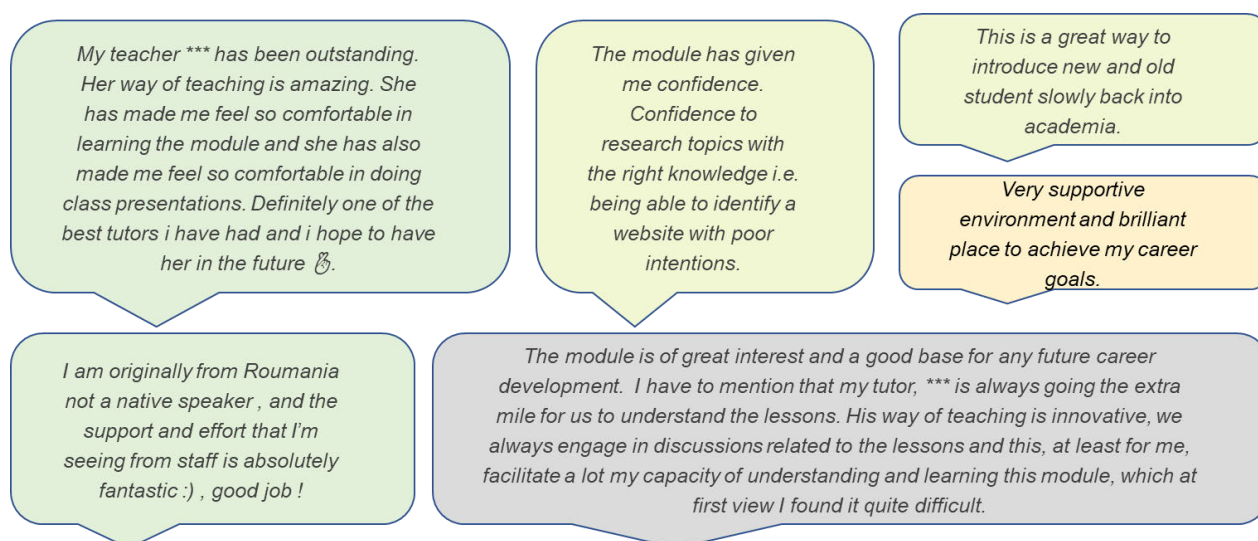 My teacher *** has been outstanding.
Her way of teaching is amazing. She
has made me feel so comfortable in
learning the module and she has also
made me feel so comfortable in doing
class presentations. Definitely one of the
best tutors i have had and i hope to have
her in the future 🫰.
The module has given
me confidence.
Confidence to
research topics with
the right knowledge i.e.
being able to identify a
website with poor
intentions.
This is a great way to
introduce new and old
student slowly back into
academia.
Very supportive
environment and brilliant
place to achieve my career
goals.
I am originally from Roumania
not a native speaker , and the
support and effort that I’m
seeing from staff is absolutely
fantastic :) , good job !
The module is of great interest and a good base for any future career
development.  I have to mention that my tutor, *** is always going the extra
mile for us to understand the lessons. His way of teaching is innovative, we
always engage in discussions related to the lessons and this, at least for me,
facilitate a lot my capacity of understanding and learning this module, which at
first view I found it quite difficult.